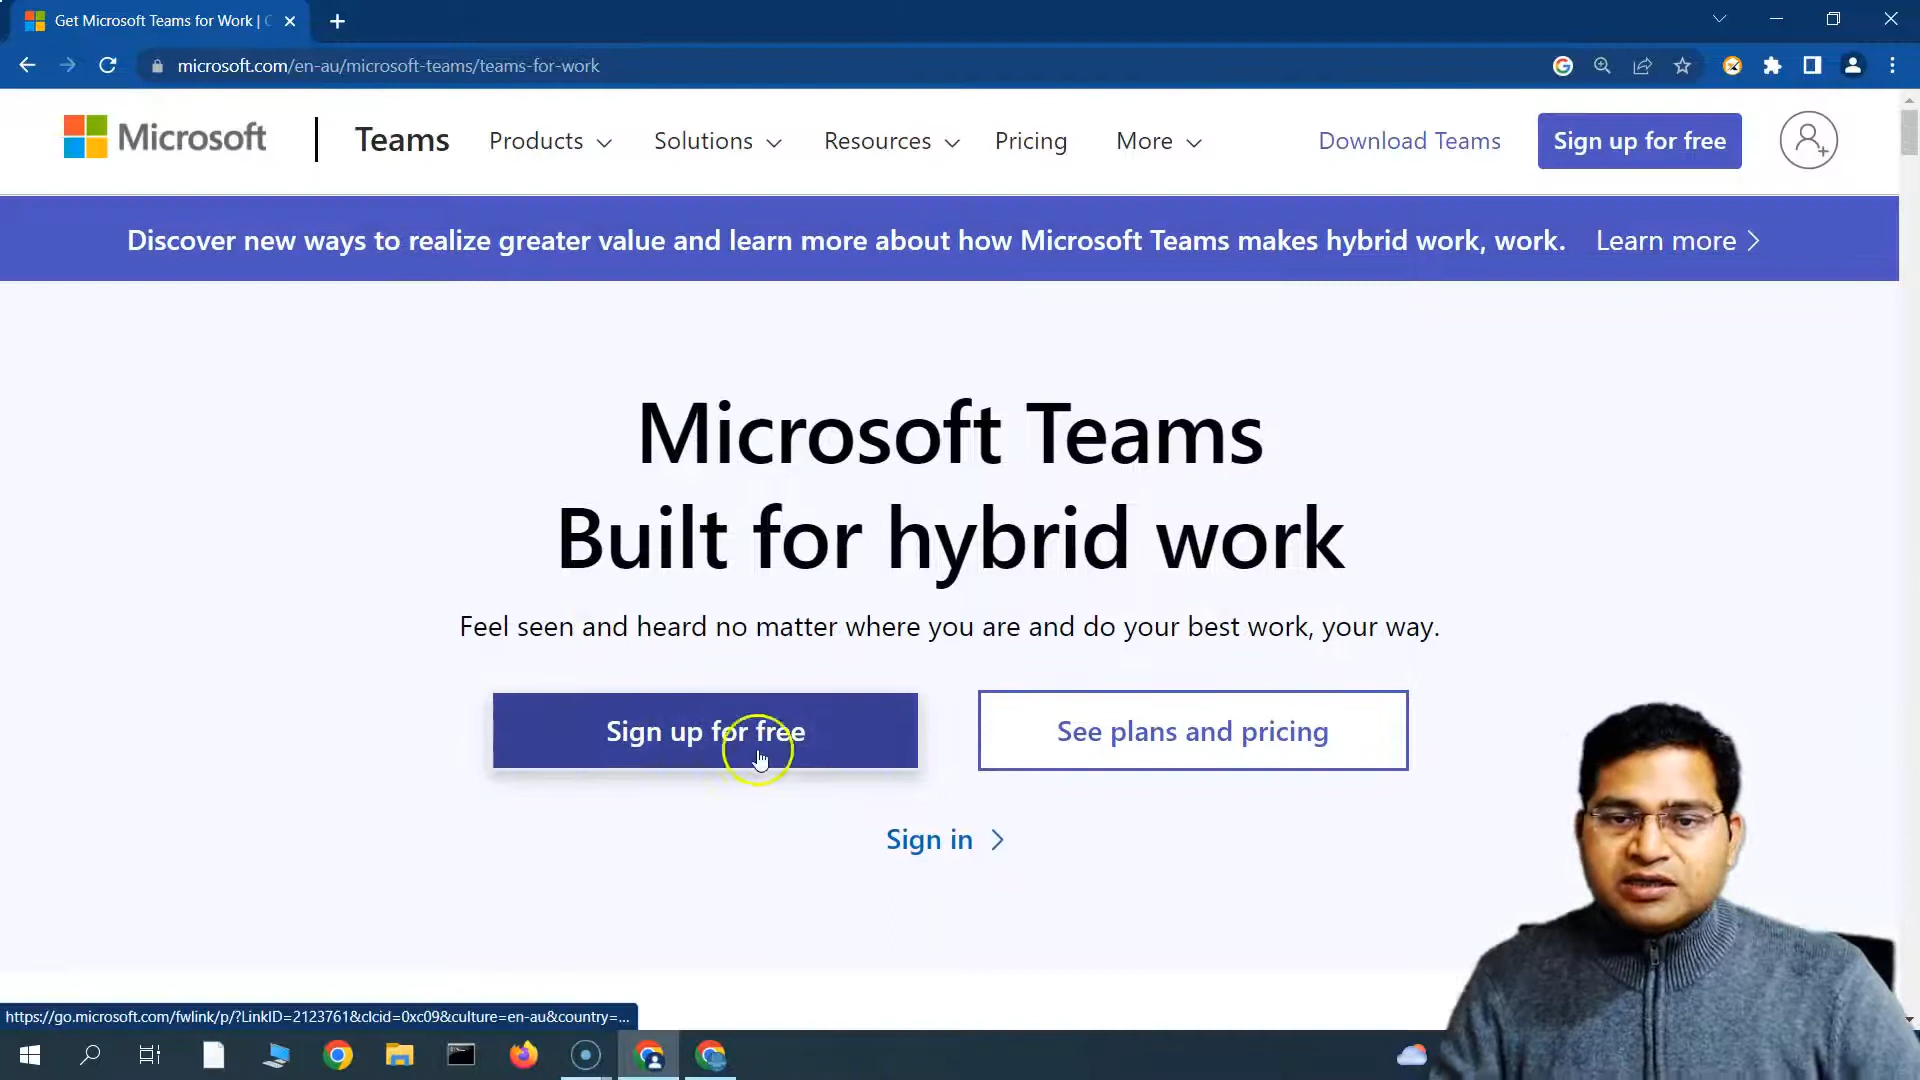 Get Microsoft Teams for Work |
microsoft.com/en-au/microsoft-teams/teams-for-work
Microsoft
Teams
Products
Solutions
Resources
Pricing
More
Download Teams
Sign up for free
Discover new ways to realize greater value and learn more about how Microsoft Teams makes hybrid work, work.
Learn more
Microsoft Teams
Built for hybrid work
Feel seen and heard no matter where you are and do your best work, your way.
Sign up for free
See plans and pricing
Sign in
https://go.microsoft.com/fwlink/p/?LinkID=2123761&clcid=0xc09&culture=en-au&country=...